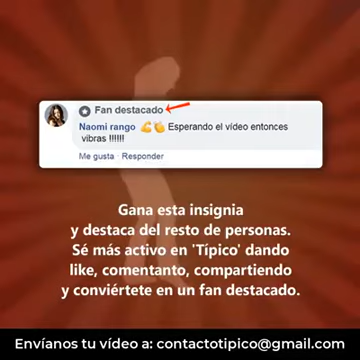 Fan destacado
Naomi rango 💪👏 Esperando el vídeo entonces
vibras !!!!!!
Me gusta · Responder
Gana esta insignia
y destaca del resto de personas.
Sé más activo en 'Típico' dando
like, comentanto, compartiendo
y conviértete en un fan destacado.
Envíanos tu vídeo a: contactotipico@gmail.com